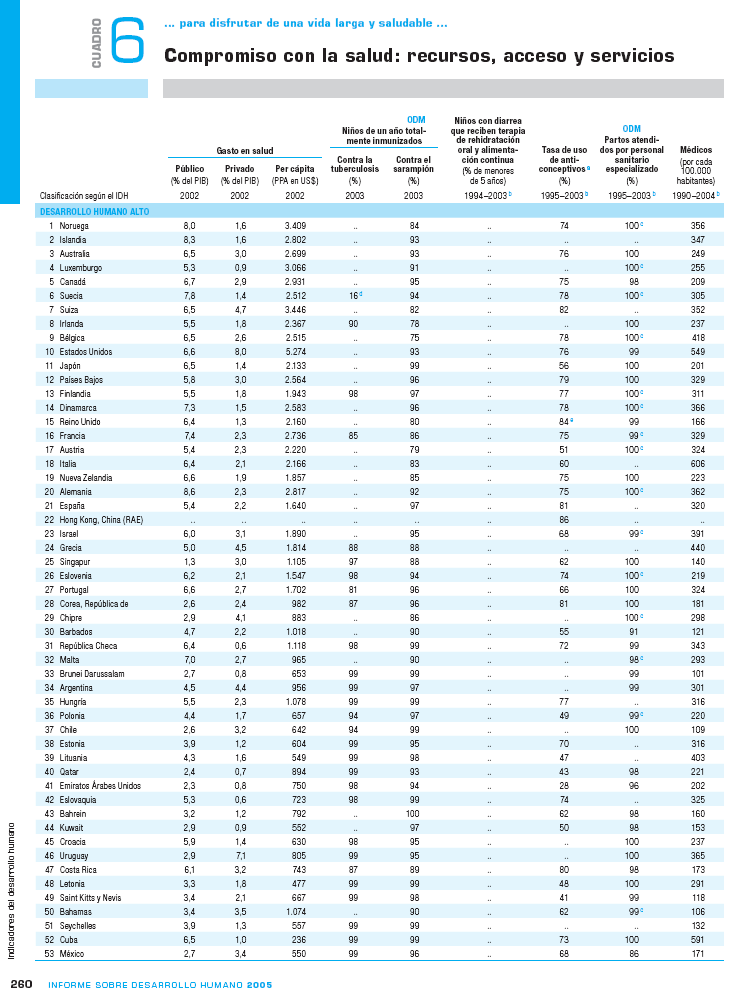 CUADRO
6
... para disfrutar de una vida larga y saludable ...
Compromiso con la salud: recursos, acceso y servicios
Clasificación según el IDH
Gasto en salud
Público (% del PIB) 2002
Privado (% del PIB) 2002
Per cápita (PPA en US$) 2002
ODM
Niños de un año total-
mente inmunizados
Contra la tuberculosis (%) 2003
Contra el sarampión (%) 2003
Niños con diarrea
que reciben terapia
de rehidratación
oral y alimenta-
ción continua
(% de menores
de 5 años)
1994–2003 b
Tasa de uso
de anti-
conceptivos a
(%)
1995–2003 b
ODM
Partos atendi-
dos por personal
sanitario
especializado
(%)
1995–2003 b
Médicos
(por cada
100.000
habitantes)
1990–2004 b
DESARROLLO HUMANO ALTO
1 Noruega 8,0 1,6 3.409 .. 84 .. 74 100 c 356
2 Islandia 8,3 1,6 2.802 .. 93 .. .. .. 347
3 Australia 6,5 3,0 2.699 .. 93 .. 76 100 249
4 Luxemburgo 5,3 0,9 3.066 .. 91 .. .. 100 c 255
5 Canadá 6,7 2,9 2.931 .. 95 .. 75 98 209
6 Suecia 7,8 1,4 2.512 16 d 94 .. 78 100 c 305
7 Suiza 6,5 4,7 3.446 .. 82 .. 82 .. 352
8 Irlanda 5,5 1,8 2.367 90 78 .. .. 100 237
9 Bélgica 6,5 2,6 2.515 .. 75 .. 78 100 c 418
10 Estados Unidos 6,6 8,0 5.274 .. 93 .. 76 99 549
11 Japón 6,5 1,4 2.133 .. 99 .. 56 100 201
12 Países Bajos 5,8 3,0 2.564 .. 96 .. 79 100 329
13 Finlandia 5,5 1,8 1.943 98 97 .. 77 100 c 311
14 Dinamarca 7,3 1,5 2.583 .. 96 .. 78 100 c 366
15 Reino Unido 6,4 1,3 2.160 .. 80 .. 84 e 99 166
16 Francia 7,4 2,3 2.736 85 86 .. 75 99 c 329
17 Austria 5,4 2,3 2.220 .. 79 .. 51 100 c 324
18 Italia 6,4 2,1 2.166 .. 83 .. 60 .. 606
19 Nueva Zelandia 6,6 1,9 1.857 .. 85 .. 75 100 223
20 Alemania 8,6 2,3 2.817 .. 92 .. 75 100 c 362
21 España 5,4 2,2 1.640 .. 97 .. 81 .. 320
22 Hong Kong, China (RAE) .. .. .. .. .. .. 86 .. ..
23 Israel 6,0 3,1 1.890 .. 95 .. 68 99 c 391
24 Grecia 5,0 4,5 1.814 88 88 .. .. .. 440
25 Singapur 1,3 3,0 1.105 97 88 .. 62 100 140
26 Eslovenia 6,2 2,1 1.547 98 94 .. 74 100 c 219
27 Portugal 6,6 2,7 1.702 81 96 .. 66 100 324
28 Corea, República de 2,6 2,4 982 87 96 .. 81 100 181
29 Chipre 2,9 4,1 883 .. 86 .. .. 100 c 298
30 Barbados 4,7 2,2 1.018 .. 90 .. 55 91 121
31 República Checa 6,4 0,6 1.118 98 99 .. 72 99 343
32 Malta 7,0 2,7 965 .. 90 .. .. 98 c 293
33 Brunei Darussalam 2,7 0,8 653 99 99 .. .. 99 101
34 Argentina 4,5 4,4 956 99 97 .. .. 99 301
35 Hungría 5,5 2,3 1.078 99 99 .. 77 .. 316
36 Polonia 4,4 1,7 657 94 97 .. 49 99 c 220
37 Chile 2,6 3,2 642 94 99 .. .. 100 109
38 Estonia 3,9 1,2 604 99 95 .. 70 .. 316
39 Lituania 4,3 1,6 549 99 98 .. 47 .. 403
40 Qatar 2,4 0,7 894 99 93 .. 43 98 221
41 Emiratos Árabes Unidos 2,3 0,8 750 98 94 .. 28 96 202
42 Eslovaquia 5,3 0,6 723 98 99 .. 74 .. 325
43 Bahrein 3,2 1,2 792 .. 100 .. 62 98 160
44 Kuwait 2,9 0,9 552 .. 97 .. 50 98 153
45 Croacia 5,9 1,4 630 98 95 .. .. 100 237
46 Uruguay 2,9 7,1 805 99 95 .. .. 100 365
47 Costa Rica 6,1 3,2 743 87 89 .. 80 98 173
48 Letonia 3,3 1,8 477 99 99 .. 48 100 291
49 Saint Kitts y Nevis 3,4 2,1 667 99 98 .. 41 99 118
50 Bahamas 3,4 3,5 1.074 .. 90 .. 62 99 c 106
51 Seychelles 3,9 1,3 557 99 99 .. .. .. 132
52 Cuba 6,5 1,0 236 99 99 .. 73 100 591
53 México 2,7 3,4 550 99 96 .. 68 86 171
Indicadores del desarrollo humano
260 INFORME SOBRE DESARROLLO HUMANO 2005